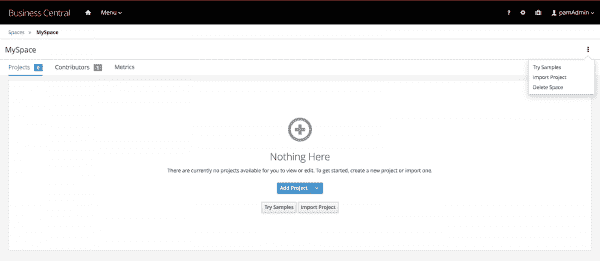 Business Central Menu ? pamAdmin
Spaces » MySpace
MySpace
Try Samples
Import Project
Delete Space
Projects 0 Contributors 1 Metrics
Nothing Here
There are currently no projects available for you to view or edit. To get started, create a new project or import one.
Add Project
Try Samples Import Project